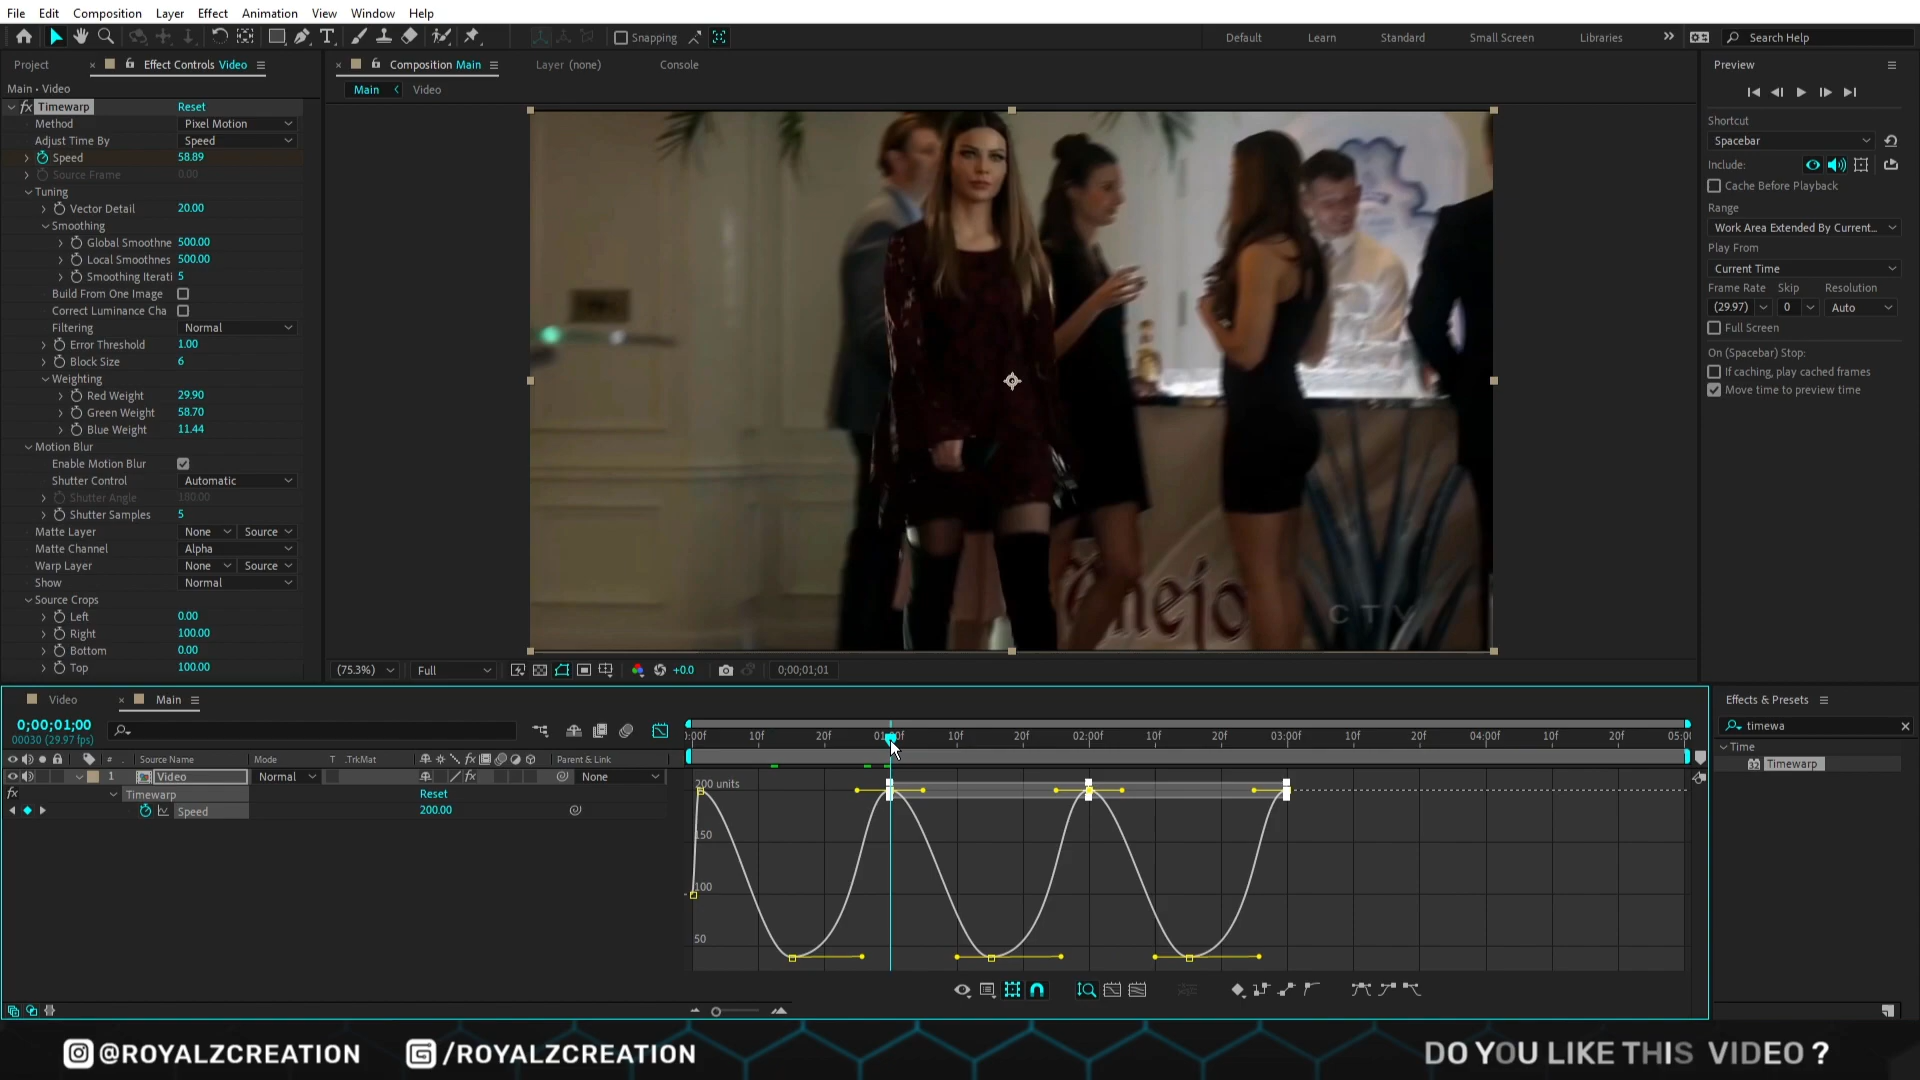 File Edit Composition Layer Effect Animation View Window Help
Snapping
Default Learn Standard Small Screen Libraries
Search Help
Project
Effect Controls Video
Composition Main
Layer (none)
Console
Preview
Main • Video
Main Video
Timewarp Reset
Method Pixel Motion
Adjust Time By Speed
Speed 58.89
Source Frame 0.00
Tuning
Vector Detail 20.00
Smoothing
Global Smoothne 500.00
Local Smoothnes 500.00
Smoothing Iterati 5
Build From One Image
Correct Luminance Cha
Filtering Normal
Error Threshold 1.00
Block Size 6
Weighting
Red Weight 29.90
Green Weight 58.70
Blue Weight 11.44
Motion Blur
Enable Motion Blur
Shutter Control Automatic
Shutter Angle 180.00
Shutter Samples 5
Matte Layer None Source
Matte Channel Alpha
Warp Layer None Source
Show Normal
Source Crops
Left 0.00
Right 100.00
Bottom 0.00
Top 100.00
CTV
(75.3%) Full +0.0 0;00;01;01
Shortcut
Spacebar
Include:
Cache Before Playback
Range
Work Area Extended By Current...
Play From
Current Time
Frame Rate Skip Resolution
(29.97) 0 Auto
Full Screen
On (Spacebar) Stop:
If caching, play cached frames
Move time to preview time
Video Main
0;00;01;00
00030 (29.97 fps)
# Source Name Mode T .TrkMat Parent & Link
1 Video Normal None
fx Timewarp Reset
Speed 200.00
:00f 10f 20f 01:00f 10f 20f 02:00f 10f 20f 03:00f 10f 20f 04:00f 10f 20f 05:0
200 units
150
100
50
Effects & Presets
timewa
Time
32 Timewarp
@ROYALZCREATION /ROYALZCREATION DO YOU LIKE THIS VIDEO ?